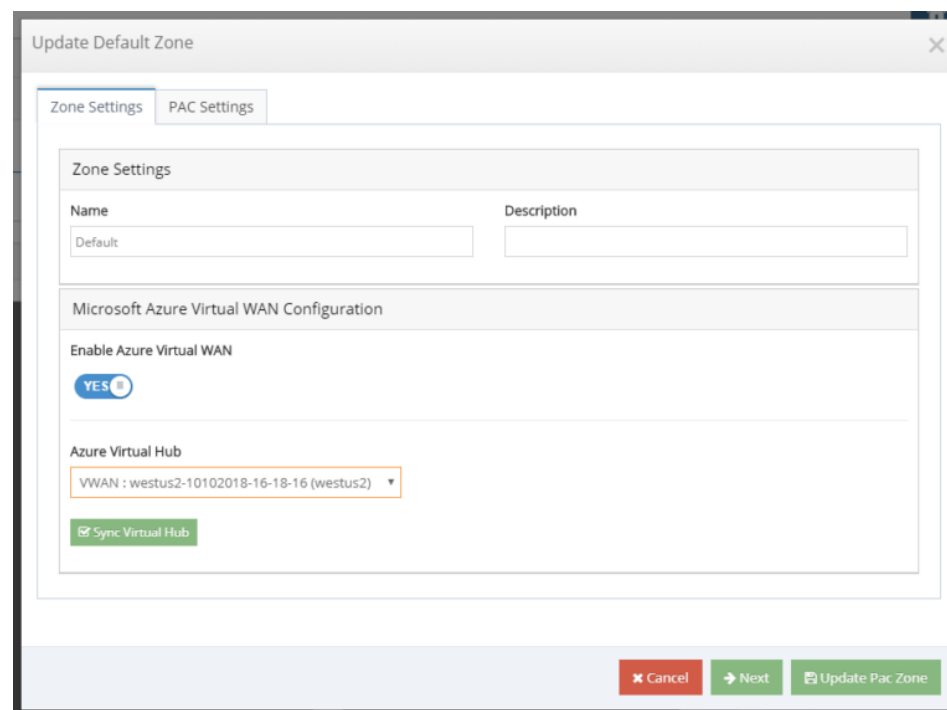 Update Default Zone
Zone Settings PAC Settings
Zone Settings
Name Description
Default
Microsoft Azure Virtual WAN Configuration
Enable Azure Virtual WAN
YES
Azure Virtual Hub
VWAN : westus2-10102018-16-18-16 (westus2)
Sync Virtual Hub
Cancel Next Update Pac Zone